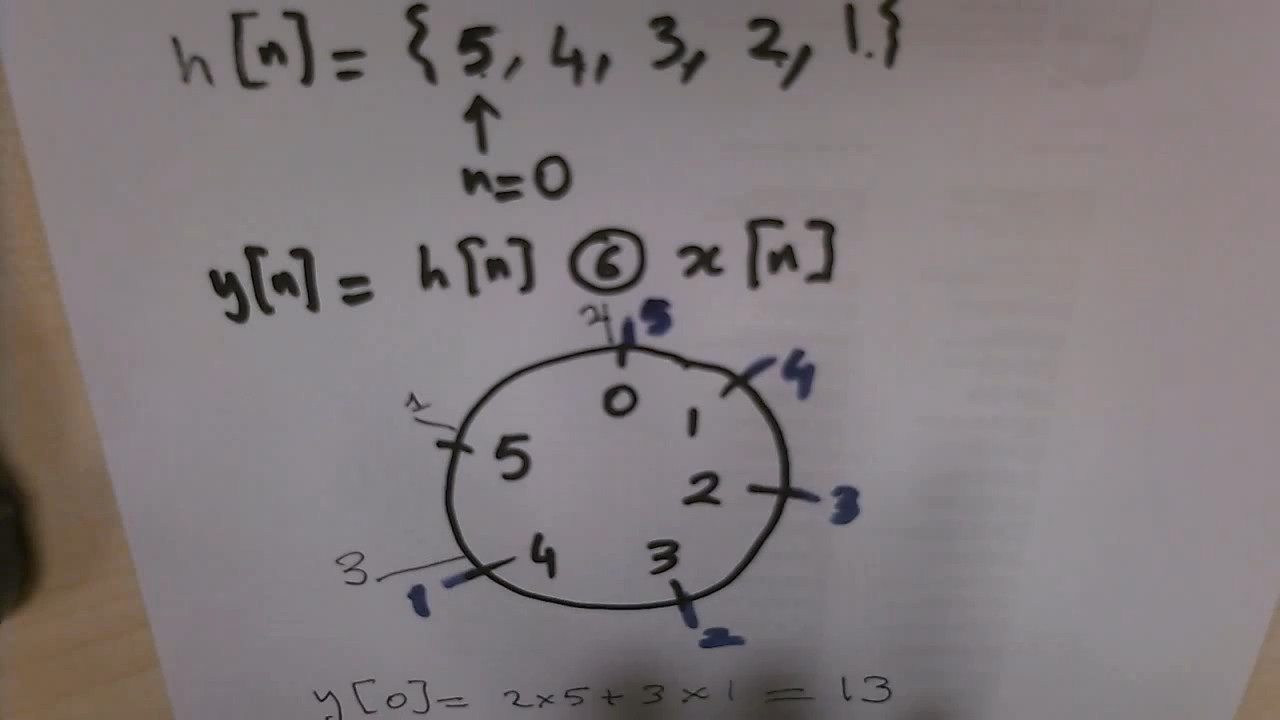 h[n] = {5, 4, 3, 2, 1}
↑
n=0
y[n] = h[n] ⑥ x[n]
2 5
1 0 4
5 1
2 3
3 4 3
1 2
y[0]= 2×5+3×1 = 13